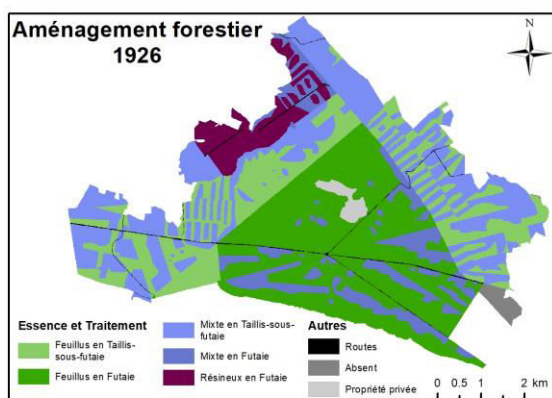 Aménagement forestier
1926
N
Essence et Traitement
Feuillus en Taillis-
sous-futaie
Feuillus en Futaie
Mixte en Taillis-sous-
futaie
Mixte en Futaie
Résineux en Futaie
Autres
Routes
Absent
Propriété privée
0 0.5 1 2 km